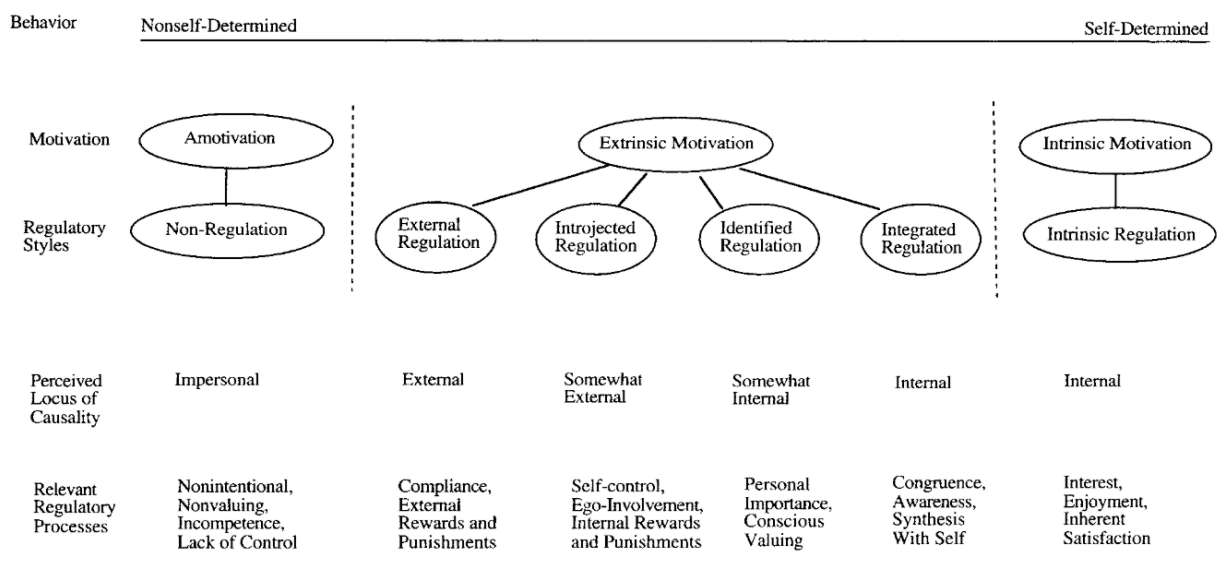 Behavior
Nonself-Determined
Self-Determined
Motivation
Amotivation
Extrinsic Motivation
Intrinsic Motivation
Regulatory
Styles
Non-Regulation
External
Regulation
Introjected
Regulation
Identified
Regulation
Integrated
Regulation
Intrinsic Regulation
Perceived
Locus of
Causality
Impersonal
External
Somewhat
External
Somewhat
Internal
Internal
Internal
Relevant
Regulatory
Processes
Nonintentional,
Nonvaluing,
Incompetence,
Lack of Control
Compliance,
External
Rewards and
Punishments
Self-control,
Ego-Involvement,
Internal Rewards
and Punishments
Personal
Importance,
Conscious
Valuing
Congruence,
Awareness,
Synthesis
With Self
Interest,
Enjoyment,
Inherent
Satisfaction